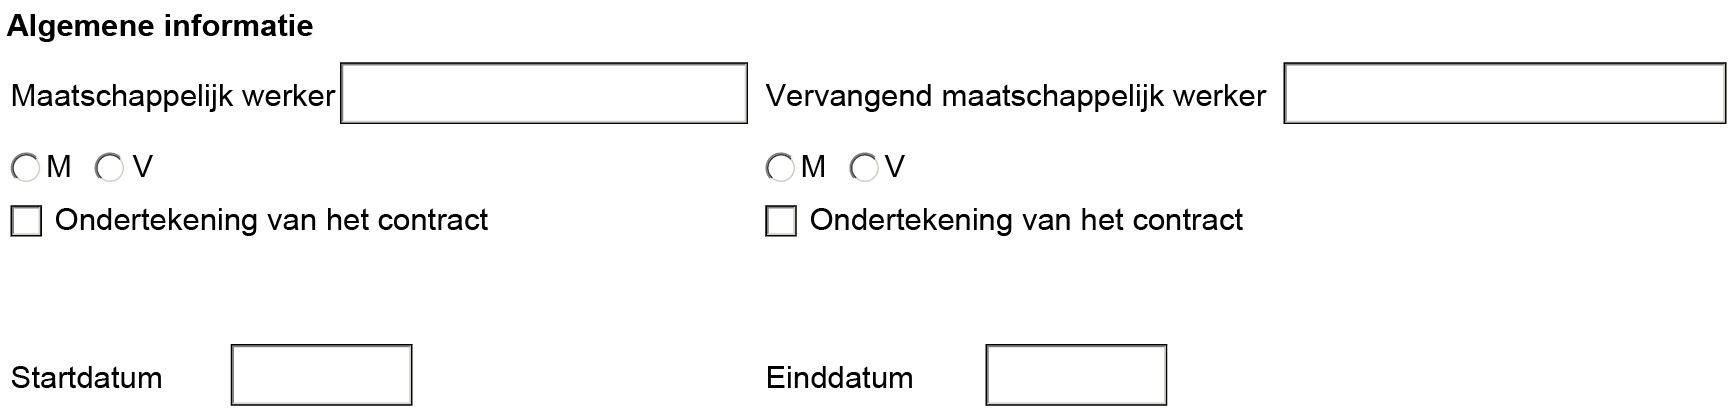 Algemene informatie
Maatschappelijk werker Vervangend maatschappelijk werker
M V M V
Ondertekening van het contract Ondertekening van het contract
Startdatum Einddatum